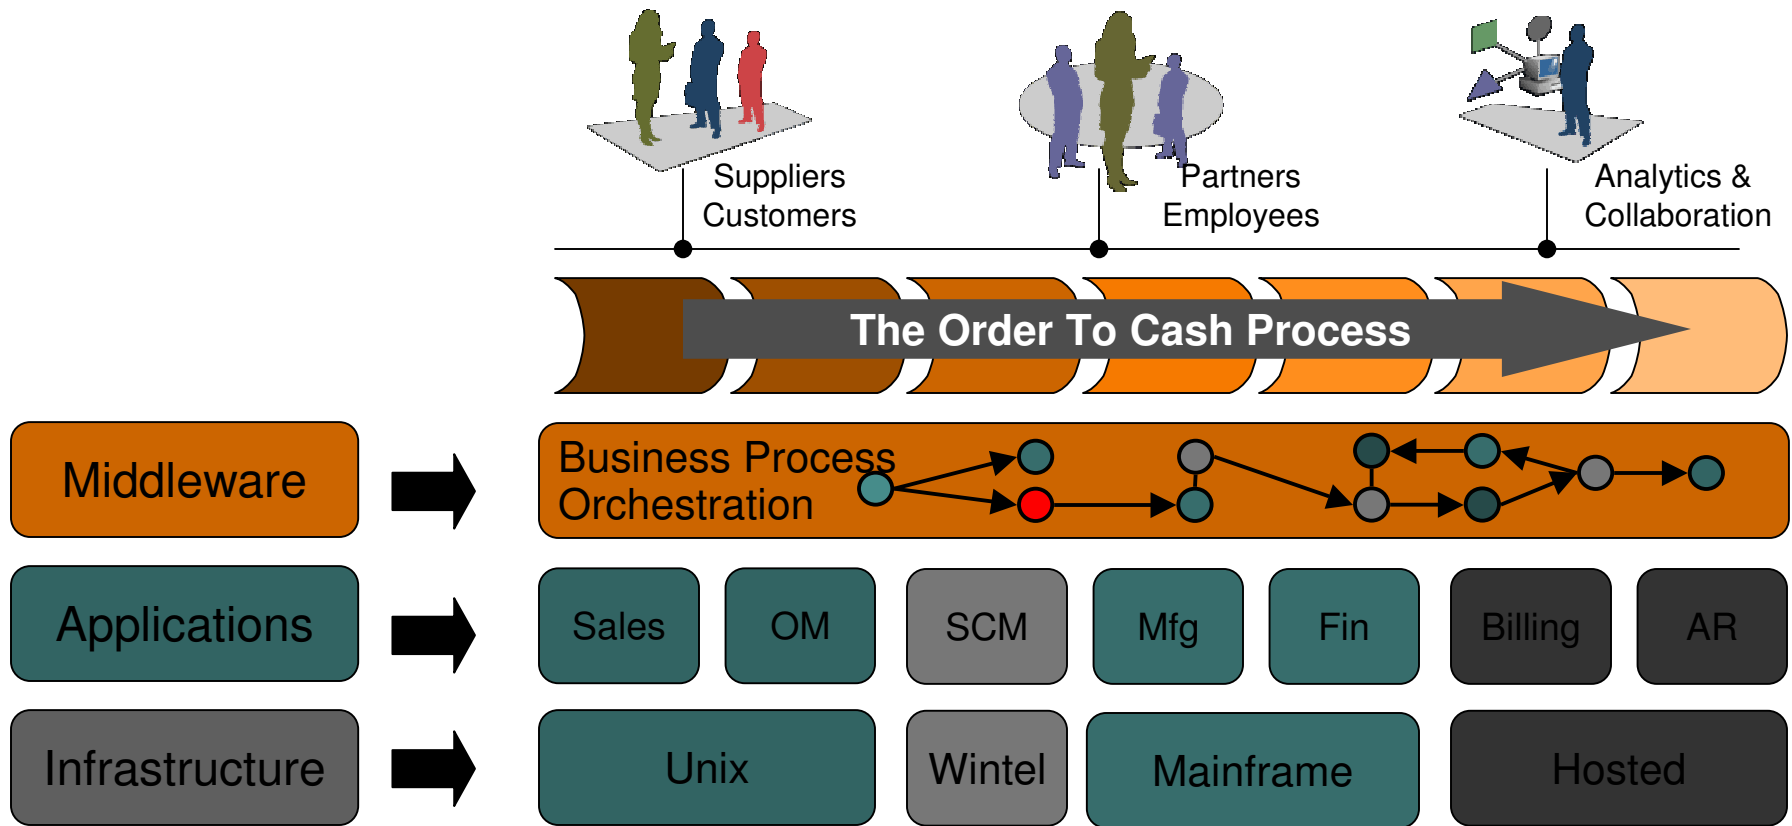 Suppliers
Customers
Partners
Employees
Analytics &
Collaboration
The Order To Cash Process
Middleware
Business Process
Orchestration
Applications
Sales
OM
SCM
Mfg
Fin
Billing
AR
Infrastructure
Unix
Wintel
Mainframe
Hosted